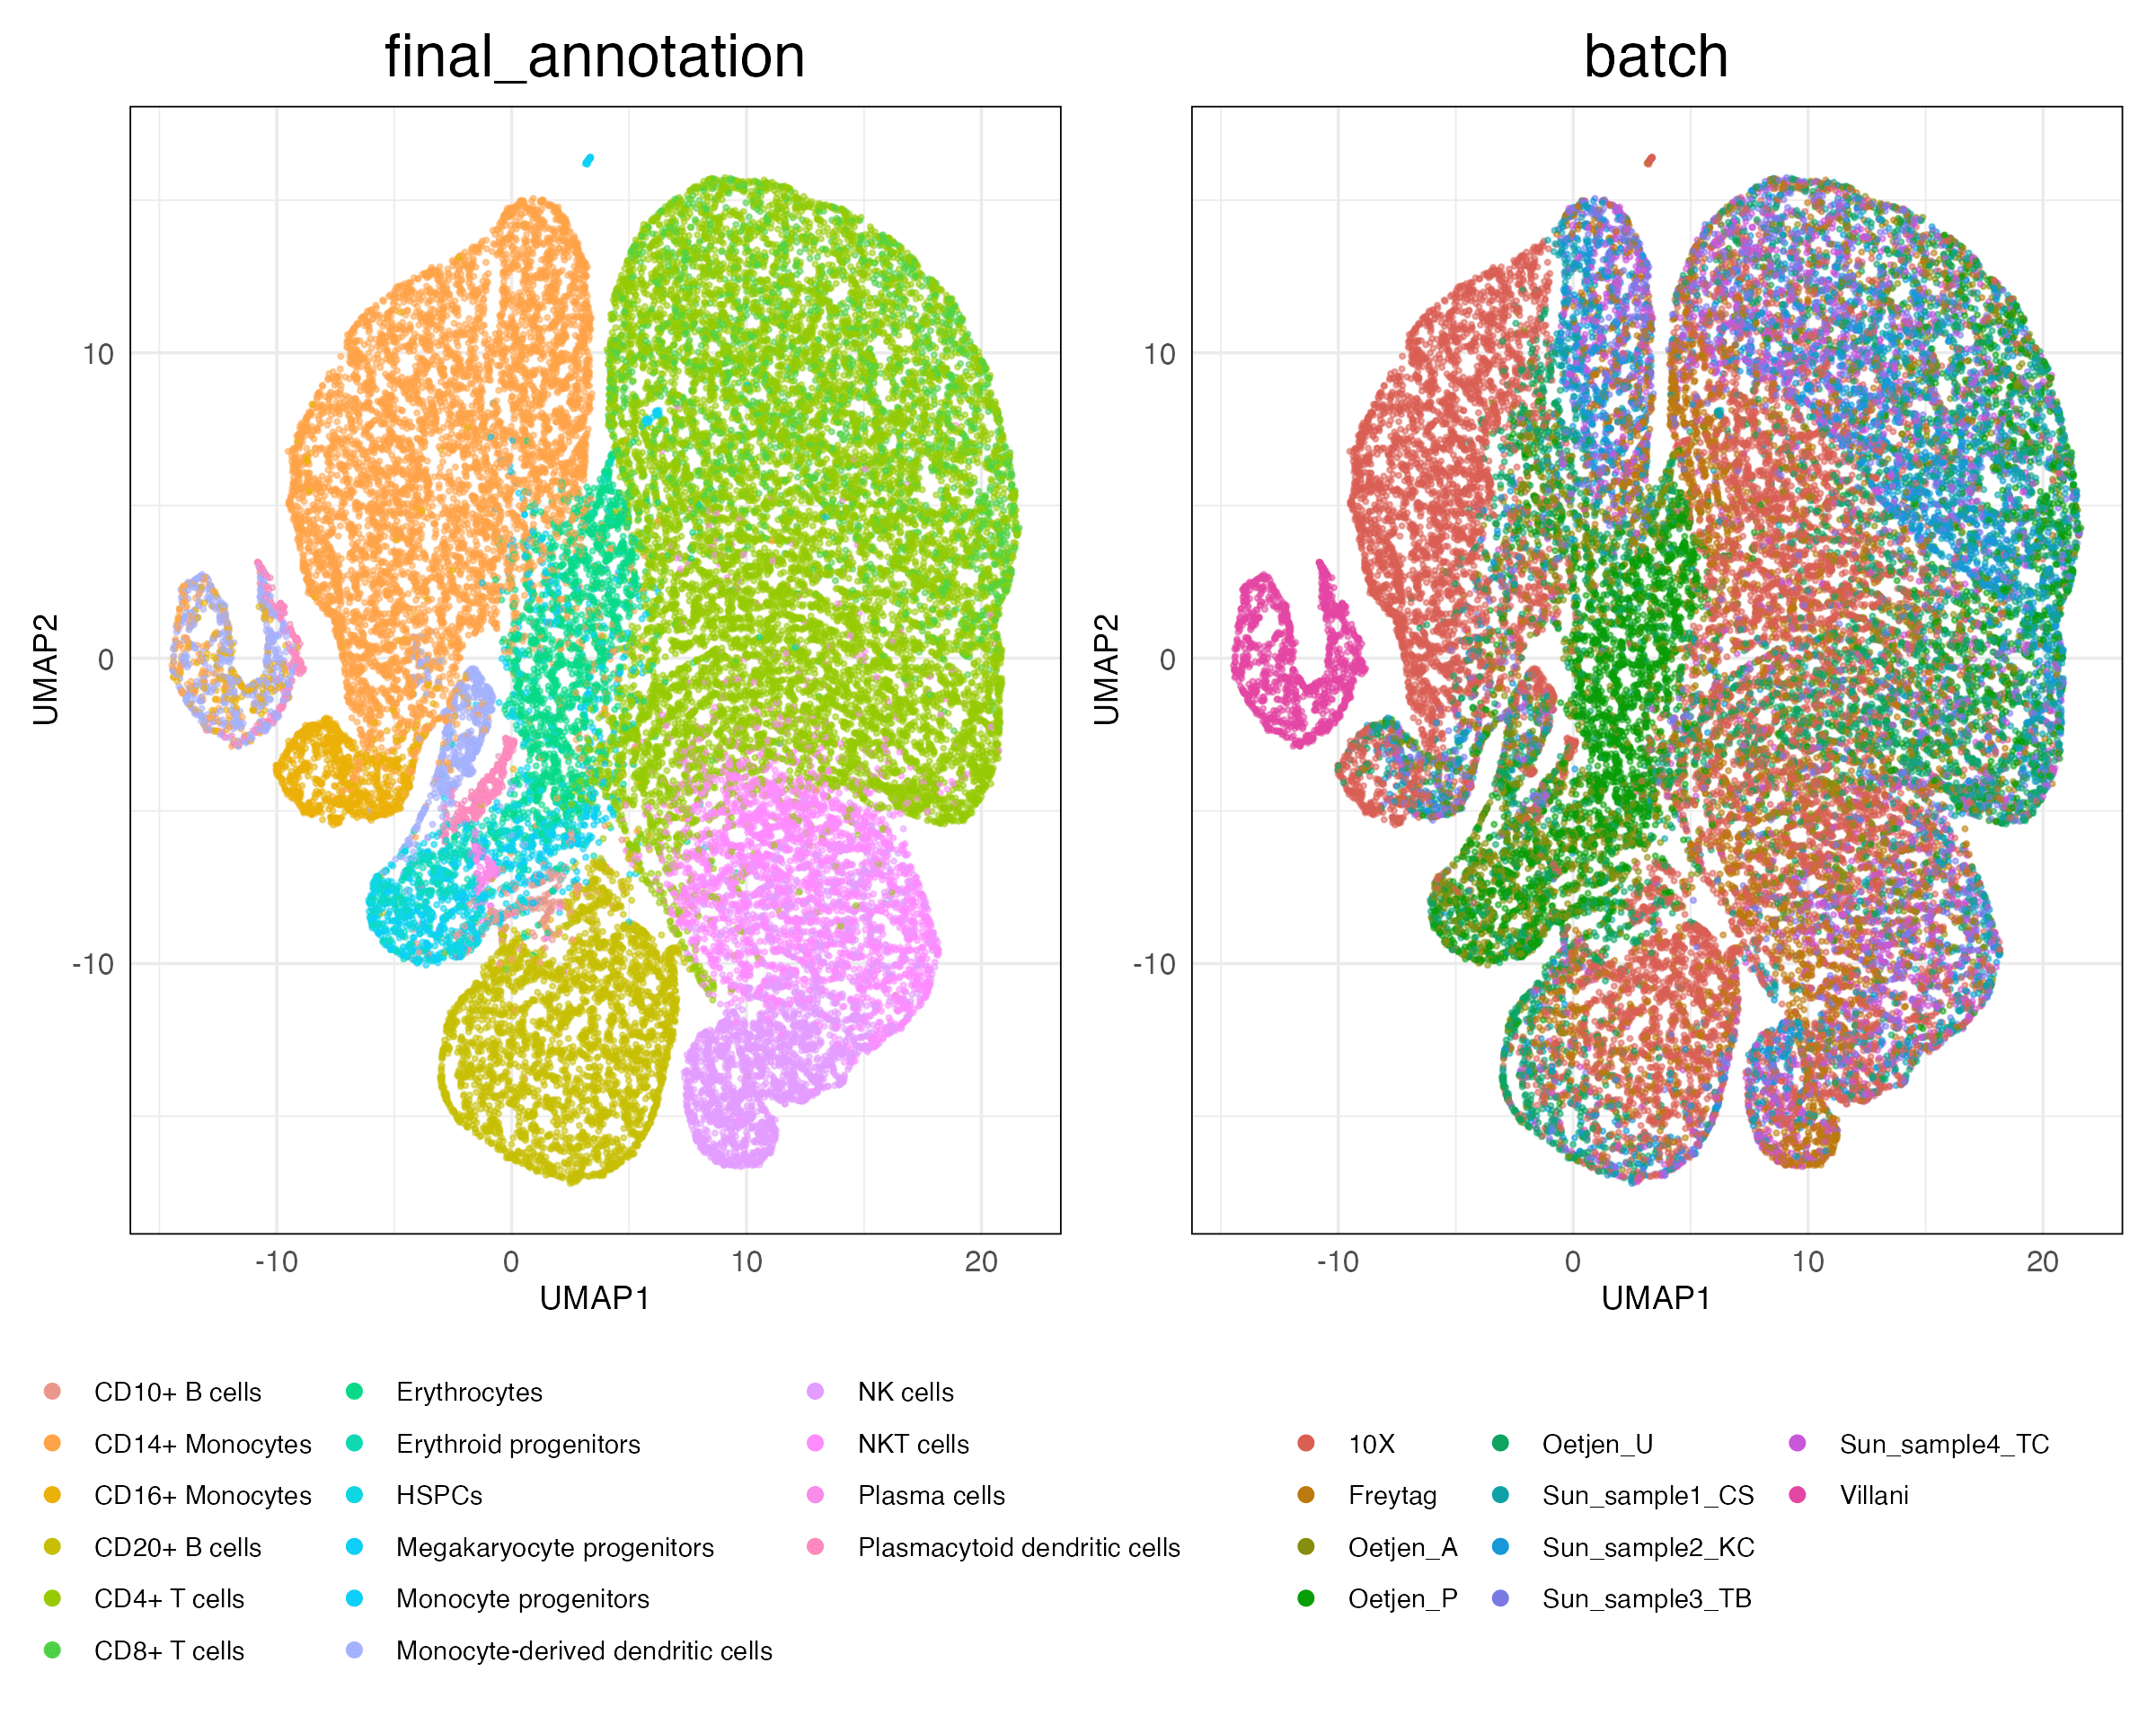 final_annotation
batch
10
0
-10
UMAP2
-10
0
10
20
UMAP1
10
0
-10
UMAP2
-10
0
10
20
UMAP1
CD10+ B cells
CD14+ Monocytes
CD16+ Monocytes
CD20+ B cells
CD4+ T cells
CD8+ T cells
Erythrocytes
Erythroid progenitors
HSPCs
Megakaryocyte progenitors
Monocyte progenitors
Monocyte-derived dendritic cells
NK cells
NKT cells
Plasma cells
Plasmacytoid dendritic cells
10X
Freytag
Oetjen_A
Oetjen_P
Oetjen_U
Sun_sample1_CS
Sun_sample2_KC
Sun_sample3_TB
Sun_sample4_TC
Villani